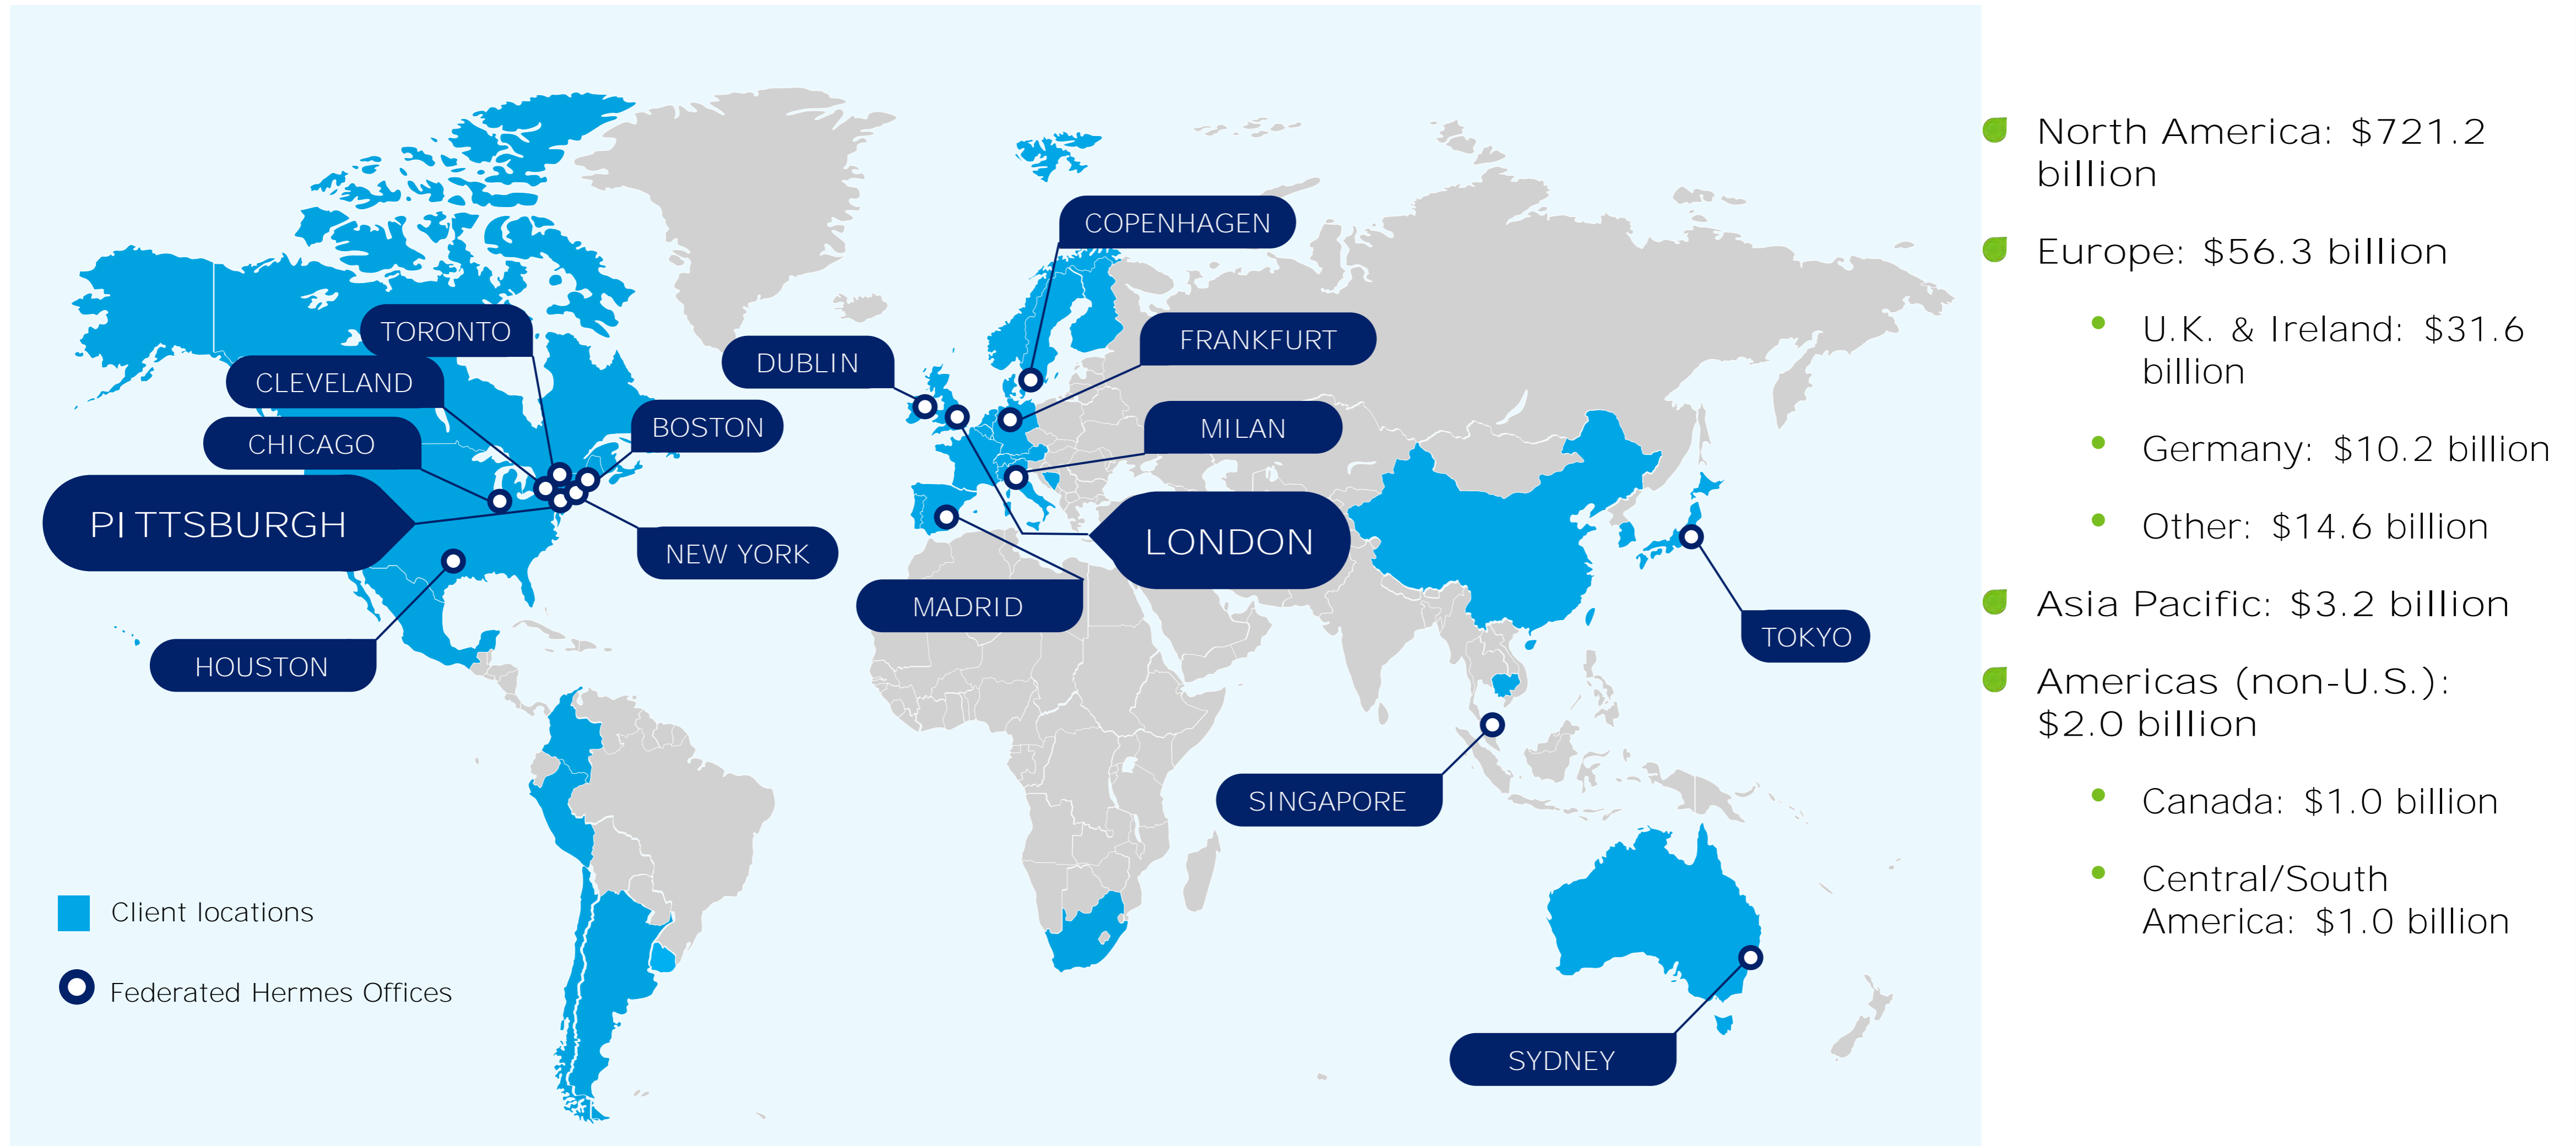 COPENHAGEN
TORONTO
FRANKFURT
DUBLIN
CLEVELAND
BOSTON
MILAN
CHICAGO
PITTSBURGH
LONDON
NEW YORK
MADRID
TOKYO
HOUSTON
SINGAPORE
SYDNEY
Client locations
Federated Hermes Offices
North America: $721.2
billion
Europe: $56.3 billion
U.K. & Ireland: $31.6
billion
Germany: $10.2 billion
Other: $14.6 billion
Asia Pacific: $3.2 billion
Americas (non-U.S.):
$2.0 billion
Canada: $1.0 billion
Central/South
America: $1.0 billion